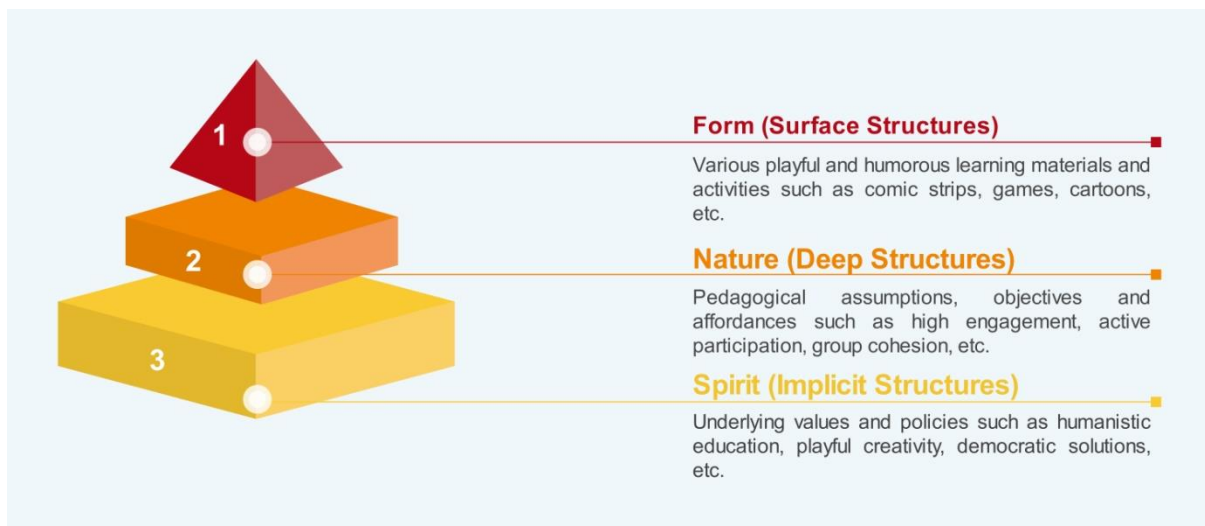 1
Form (Surface Structures)
Various playful and humorous learning materials and
activities such as comic strips, games, cartoons,
etc.
2
Nature (Deep Structures)
Pedagogical assumptions, objectives and
affordances such as high engagement, active
participation, group cohesion, etc.
3
Spirit (Implicit Structures)
Underlying values and policies such as humanistic
education, playful creativity, democratic solutions,
etc.